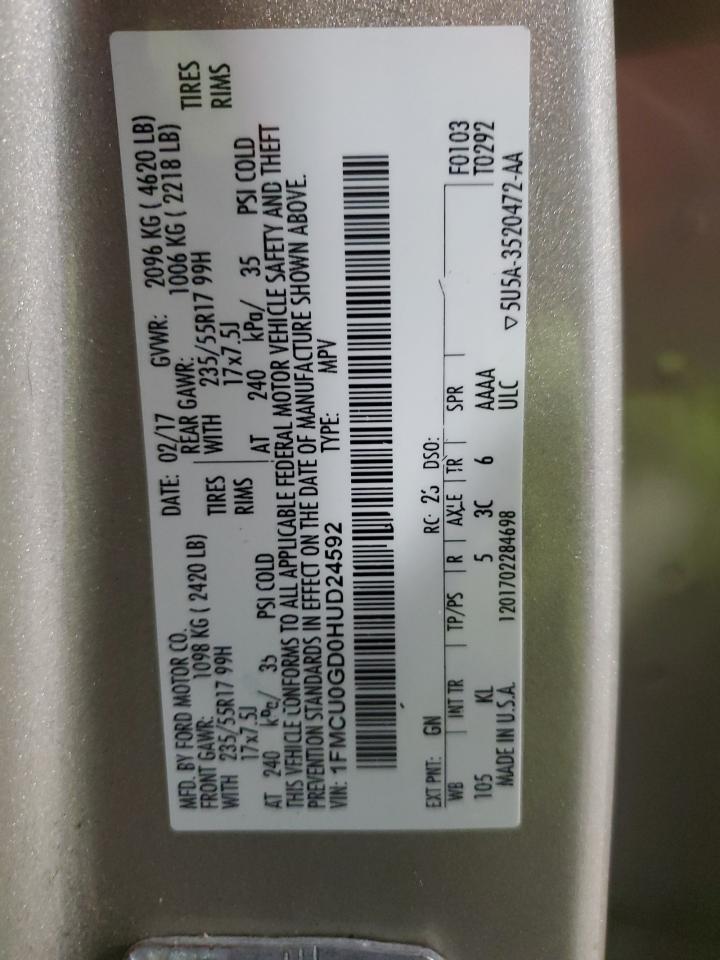 MFD. BY FORD MOTOR CO.
DATE: 02/17 GVWR: 2096 KG ( 4620 LB)
FRONT GAWR: 1098 KG ( 2420 LB) REAR GAWR: 1006 KG ( 2218 LB)
WITH 235/55R17 99H TIRES WITH 235/55R17 99H TIRES
17x7.5J RIMS 17x7.5J RIMS
AT 240 kPa/ 35 PSI COLD AT 240 kPa/ 35 PSI COLD
THIS VEHICLE CONFORMS TO ALL APPLICABLE FEDERAL MOTOR VEHICLE SAFETY AND THEFT
PREVENTION STANDARDS IN EFFECT ON THE DATE OF MANUFACTURE SHOWN ABOVE.
VIN: 1FMCU0GD0HUD24592 TYPE: MPV
EXT PNT: GN RC: 23 DSO: F0103
WB INT TR TP/PS R AXLE TR SPR T0292
105 KL 5 3C 6 AAAA
MADE IN U.S.A. 1201702284698 ULC ▽5U5A-3520472-AA